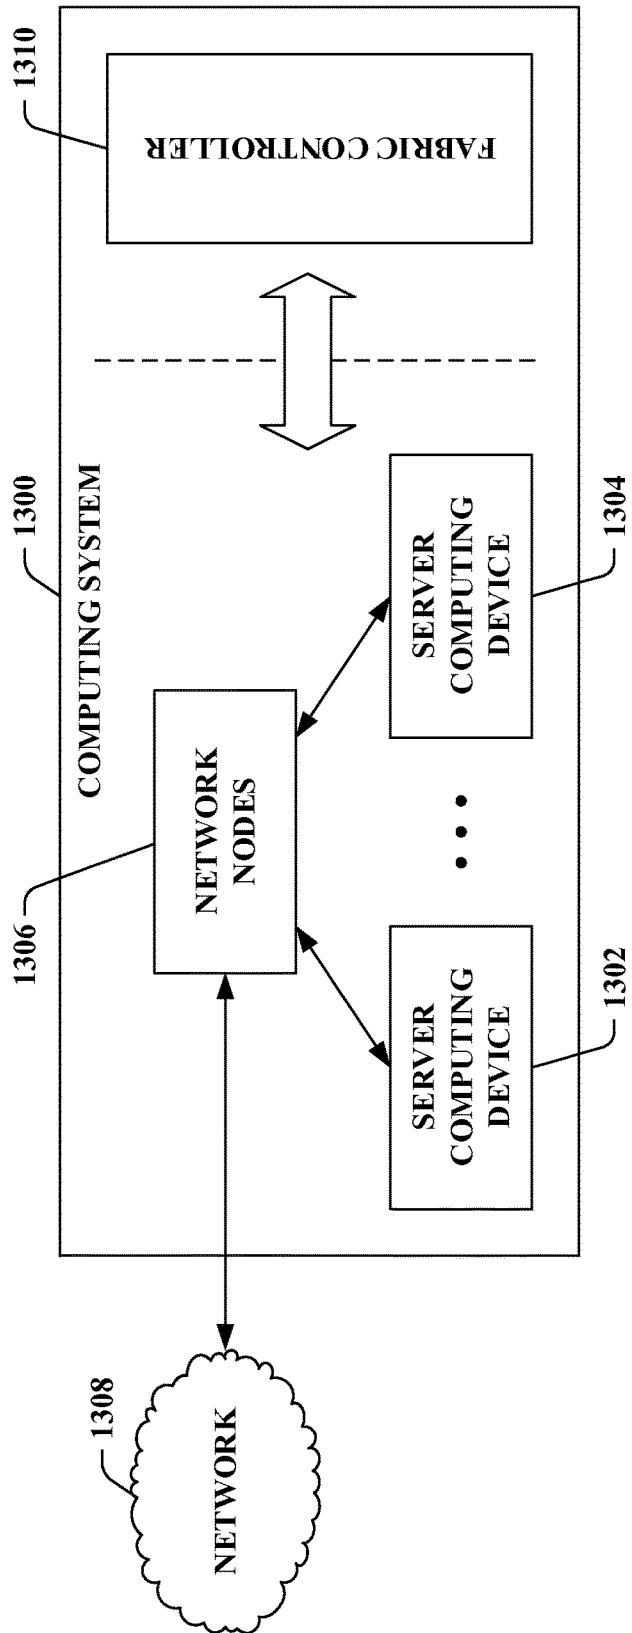 1300
1310
COMPUTING SYSTEM
1306
NETWORK
NODES
FABRIC CONTROLLER
1308
NETWORK
SERVER
COMPUTING
DEVICE
SERVER
COMPUTING
DEVICE
1302
1304